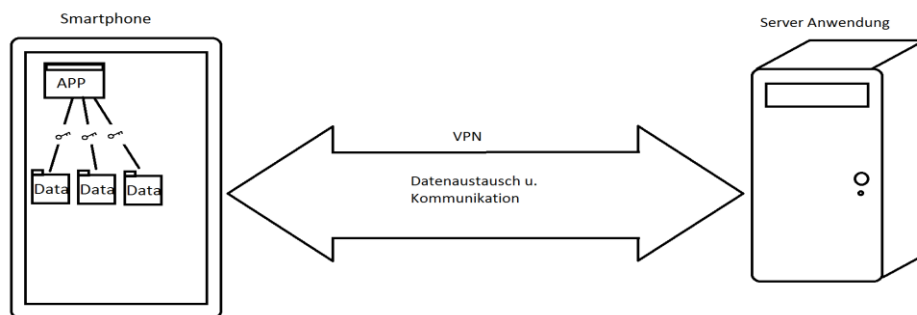 Smartphone
Server Anwendung
APP
VPN
Data Data Data
Datenaustausch u.
Kommunikation